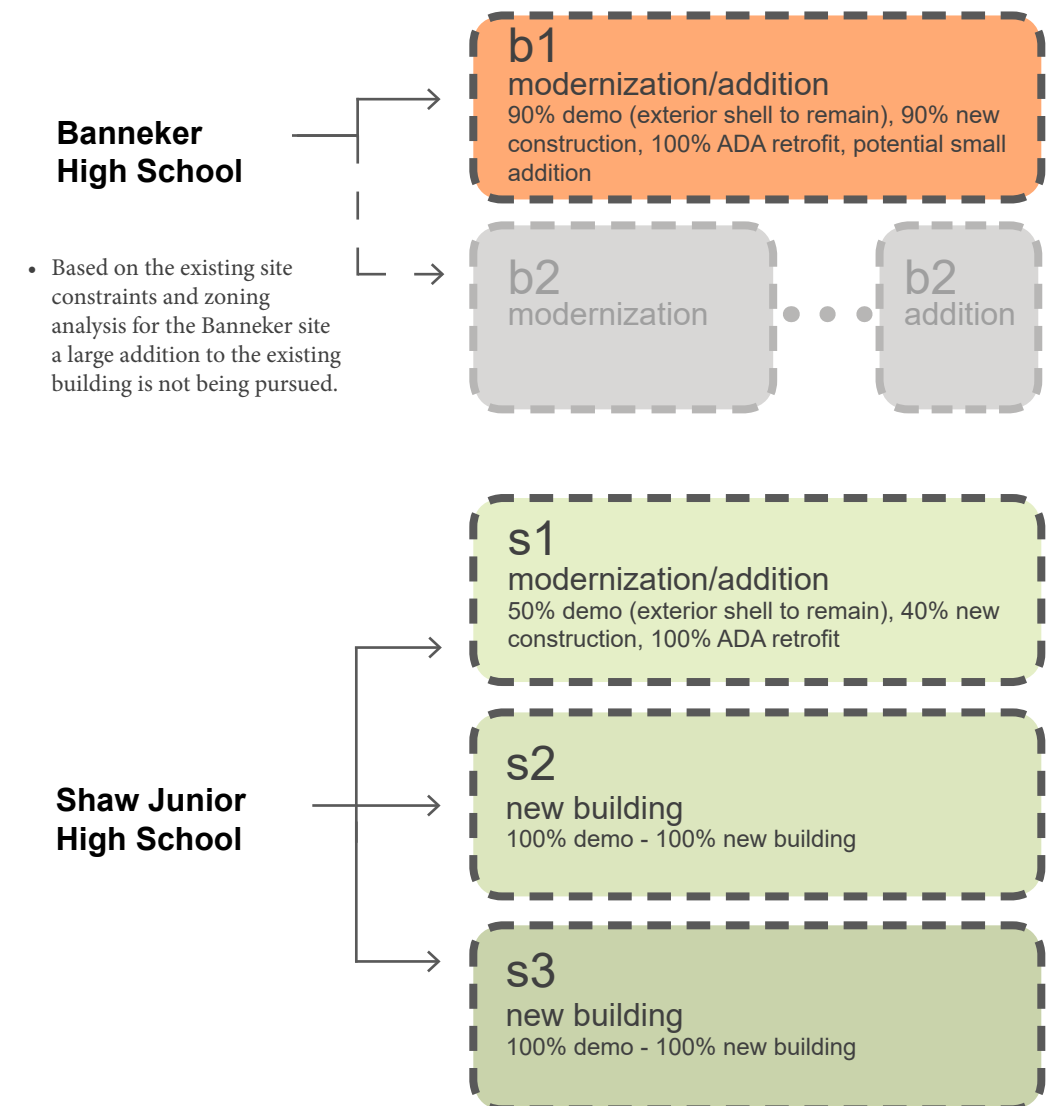 Banneker
High School
b1
modernization/addition
90% demo (exterior shell to remain), 90% new
construction, 100% ADA retrofit, potential small
addition
• Based on the existing site
constraints and zoning
analysis for the Banneker site
a large addition to the existing
building is not being pursued.
b2
modernization
b2
addition
Shaw Junior
High School
s1
modernization/addition
50% demo (exterior shell to remain), 40% new
construction, 100% ADA retrofit
s2
new building
100% demo - 100% new building
s3
new building
100% demo - 100% new building